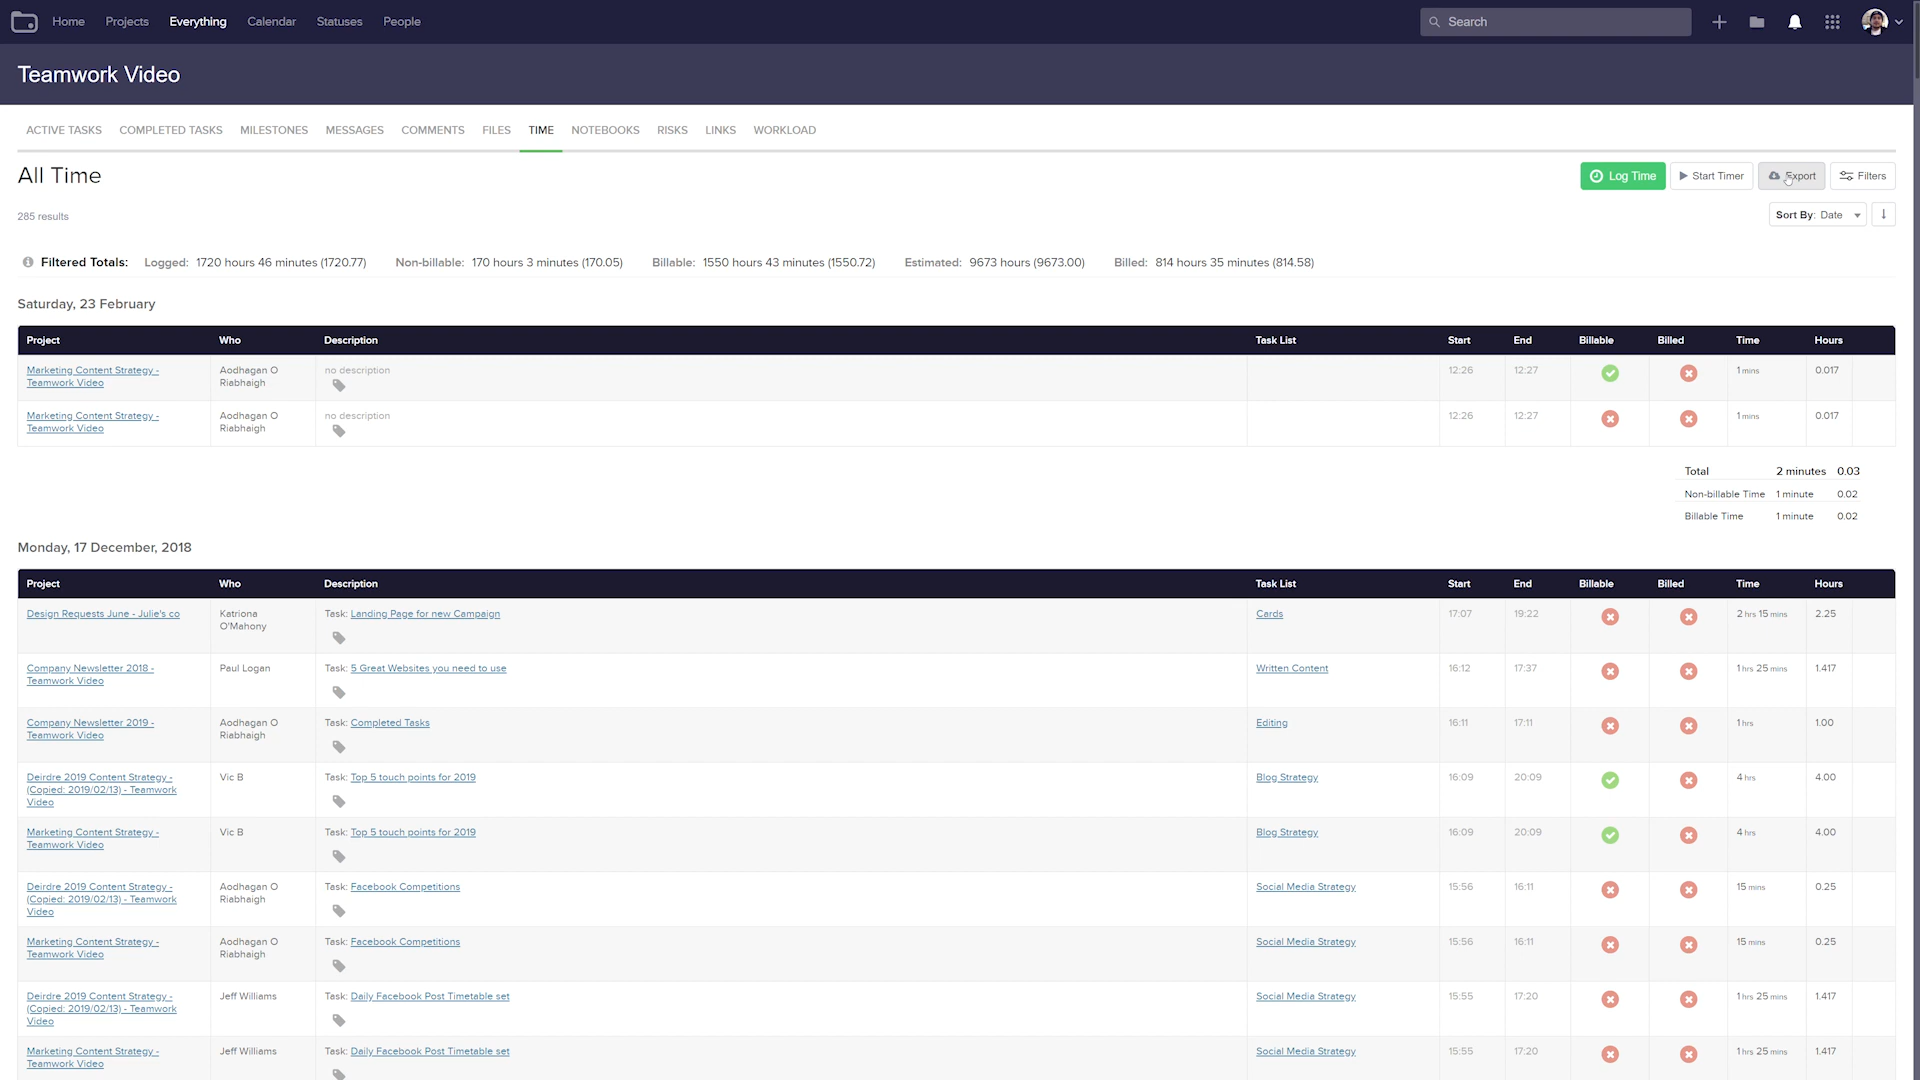 Home Projects Everything Calendar Statuses People Search
Teamwork Video
ACTIVE TASKS COMPLETED TASKS MILESTONES MESSAGES COMMENTS FILES TIME NOTEBOOKS RISKS LINKS WORKLOAD
All Time Log Time Start Timer Export Filters
285 results Sort By: Date
Filtered Totals: Logged: 1720 hours 46 minutes (1720.77) Non-billable: 170 hours 3 minutes (170.05) Billable: 1550 hours 43 minutes (1550.72) Estimated: 9673 hours (9673.00) Billed: 814 hours 35 minutes (814.58)
Saturday, 23 February
Project Who Description Task List Start End Billable Billed Time Hours
Marketing Content Strategy - Aodhagan O no description 12:26 12:27 1 mins 0.017
Teamwork Video Riabhaigh
Marketing Content Strategy - Aodhagan O no description 12:26 12:27 1 mins 0.017
Teamwork Video Riabhaigh
Total 2 minutes 0.03
Non-billable Time 1 minute 0.02
Billable Time 1 minute 0.02
Monday, 17 December, 2018
Project Who Description Task List Start End Billable Billed Time Hours
Design Requests June - Julie's co Katriona Task: Landing Page for new Campaign Cards 17:07 19:22 2 hrs 15 mins 2.25
O'Mahony
Company Newsletter 2018 - Paul Logan Task: 5 Great Websites you need to use Written Content 16:12 17:37 1 hrs 25 mins 1.417
Teamwork Video
Company Newsletter 2019 - Aodhagan O Task: Completed Tasks Editing 16:11 17:11 1 hrs 1.00
Teamwork Video Riabhaigh
Deirdre 2019 Content Strategy - Vic B Task: Top 5 touch points for 2019 Blog Strategy 16:09 20:09 4 hrs 4.00
(Copied: 2019/02/13) - Teamwork
Video
Marketing Content Strategy - Vic B Task: Top 5 touch points for 2019 Blog Strategy 16:09 20:09 4 hrs 4.00
Teamwork Video
Deirdre 2019 Content Strategy - Aodhagan O Task: Facebook Competitions Social Media Strategy 15:56 16:11 15 mins 0.25
(Copied: 2019/02/13) - Teamwork Riabhaigh
Video
Marketing Content Strategy - Aodhagan O Task: Facebook Competitions Social Media Strategy 15:56 16:11 15 mins 0.25
Teamwork Video Riabhaigh
Deirdre 2019 Content Strategy - Jeff Williams Task: Daily Facebook Post Timetable set Social Media Strategy 15:55 17:20 1 hrs 25 mins 1.417
(Copied: 2019/02/13) - Teamwork
Video
Marketing Content Strategy - Jeff Williams Task: Daily Facebook Post Timetable set Social Media Strategy 15:55 17:20 1 hrs 25 mins 1.417
Teamwork Video